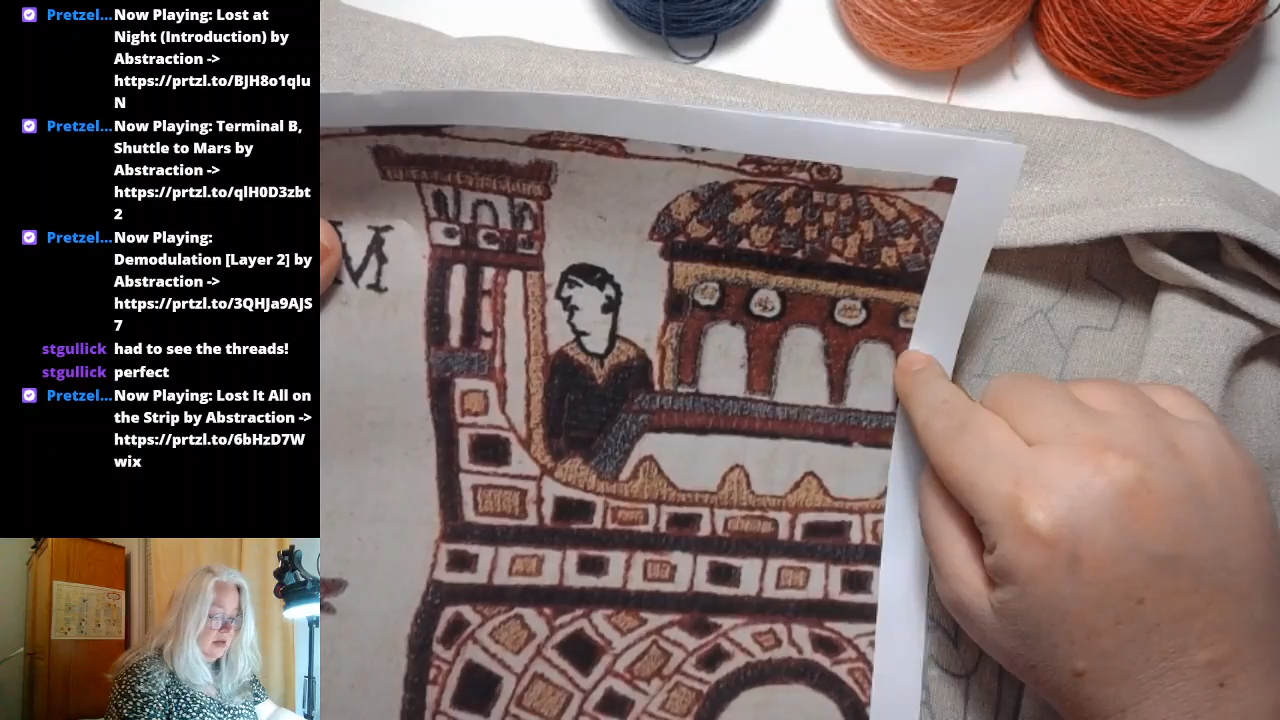 Pretzel... Now Playing: Lost at
Night (Introduction) by
Abstraction ->
https://prtzl.to/BJH8o1qlu
N
Pretzel... Now Playing: Terminal B,
Shuttle to Mars by
Abstraction ->
https://prtzl.to/qlH0D3zbt
2
Pretzel... Now Playing:
Demodulation [Layer 2] by
Abstraction ->
https://prtzl.to/3QHJa9AJS
7
stgullick had to see the threads!
stgullick perfect
Pretzel... Now Playing: Lost It All on
the Strip by Abstraction ->
https://prtzl.to/6bHzD7W
wix
M